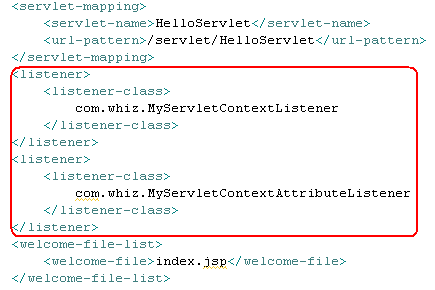 <servlet-mapping>
<servlet-name>HelloServlet</servlet-name>
<url-pattern>/servlet/HelloServlet</url-pattern>
</servlet-mapping>
<listener>
<listener-class>
com.whiz.MyServletContextListener
</listener-class>
</listener>
<listener>
<listener-class>
com.whiz.MyServletContextAttributeListener
</listener-class>
</listener>
<welcome-file-list>
<welcome-file>index.jsp</welcome-file>
</welcome-file-list>